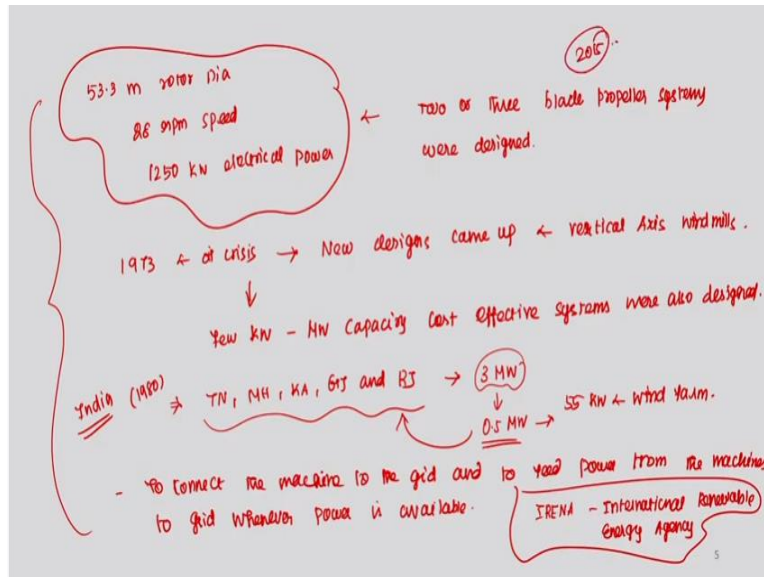 2015..
53.3 m rotor Dia
28 rpm speed
1250 KW electrical power
← Two or Three blade propeller systems
were designed.
1973 ← oil crisis → New designs came up ← vertical Axis windmills.
↓
Few KW - MW capacity cost effective systems were also designed.
India (1980) ⇒ TN, MH, KA, GTJ and RJ → 3 MW
↓
0.5 MW → 55 KW ← wind farm.
- To connect the machine to the grid and to feed power from the machines
to grid whenever power is available.
IRENA - International Renewable
Energy Agency
5